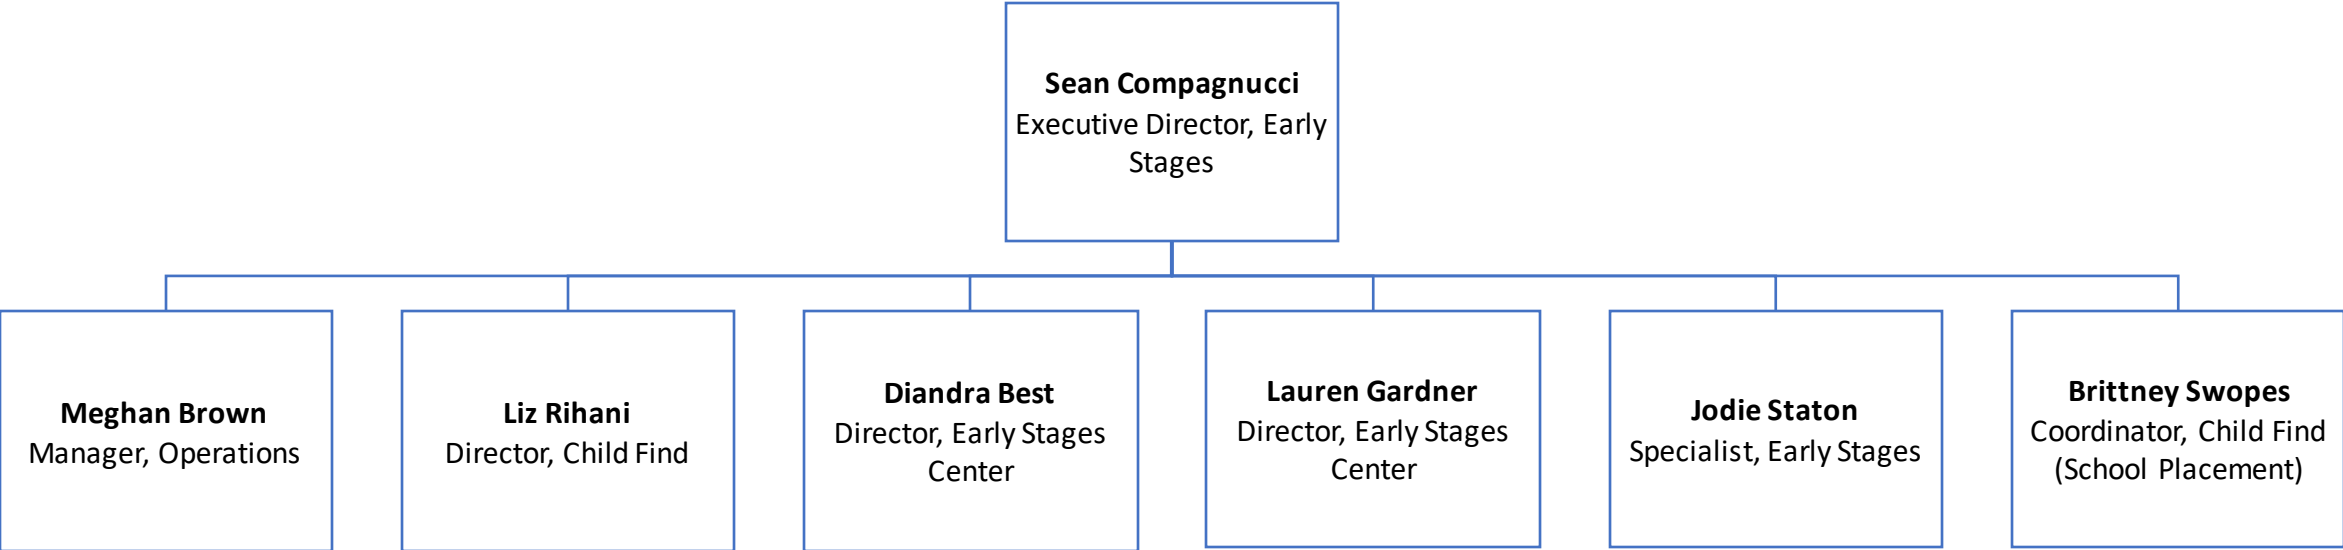 Sean Compagnucci
Executive Director, Early
Stages
Meghan Brown
Manager, Operations
Liz Rihani
Director, Child Find
Diandra Best
Director, Early Stages
Center
Lauren Gardner
Director, Early Stages
Center
Jodie Staton
Specialist, Early Stages
Brittney Swopes
Coordinator, Child Find
(School Placement)